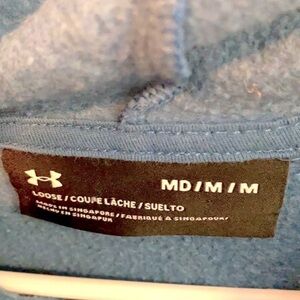 MD/M/M
LOOSE/COUPE LÂCHE/SUELTO
MADE IN SINGAPORE/FABRIQUÉ À SINGAPOUR/
HECHO EN SINGAPUR